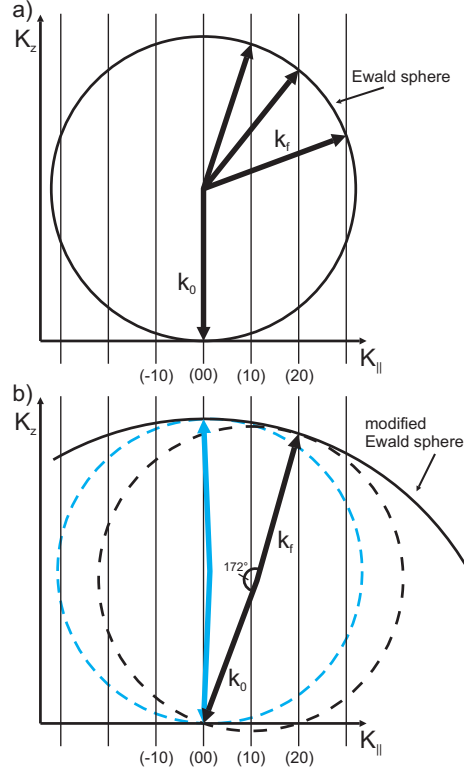 a)
K_z
Ewald sphere
k_f
k_0
K_||
(-10) (00) (10) (20)
b)
K_z
modified
Ewald sphere
172°
k_f
k_0
K_||
(-10) (00) (10) (20)